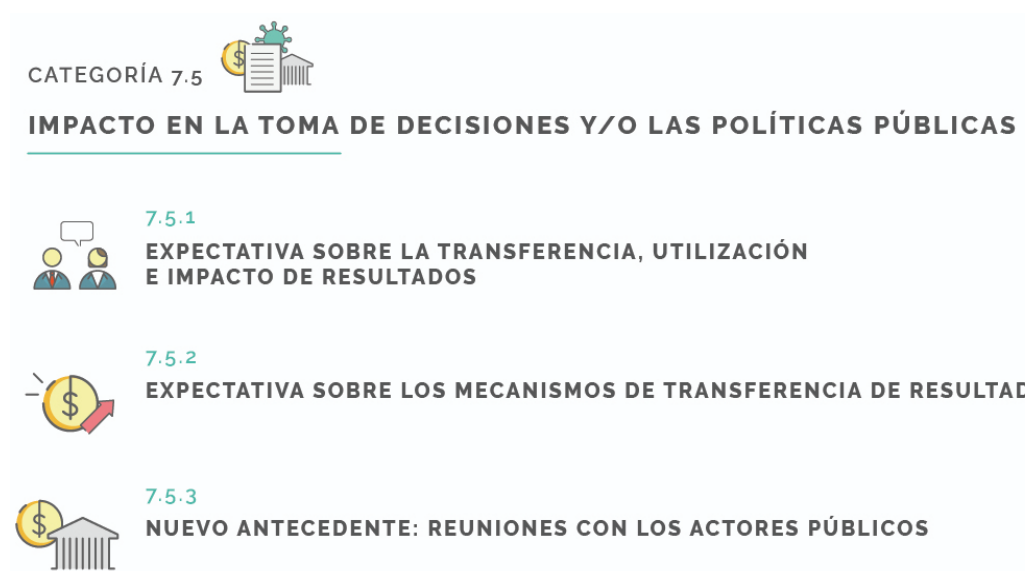 CATEGORÍA 7.5
IMPACTO EN LA TOMA DE DECISIONES Y/O LAS POLÍTICAS PÚBLICAS
7.5.1
EXPECTATIVA SOBRE LA TRANSFERENCIA, UTILIZACIÓN
E IMPACTO DE RESULTADOS
7.5.2
EXPECTATIVA SOBRE LOS MECANISMOS DE TRANSFERENCIA DE
7.5.3
NUEVO ANTECEDENTE: REUNIONES CON LOS ACTORES PÚBLICOS